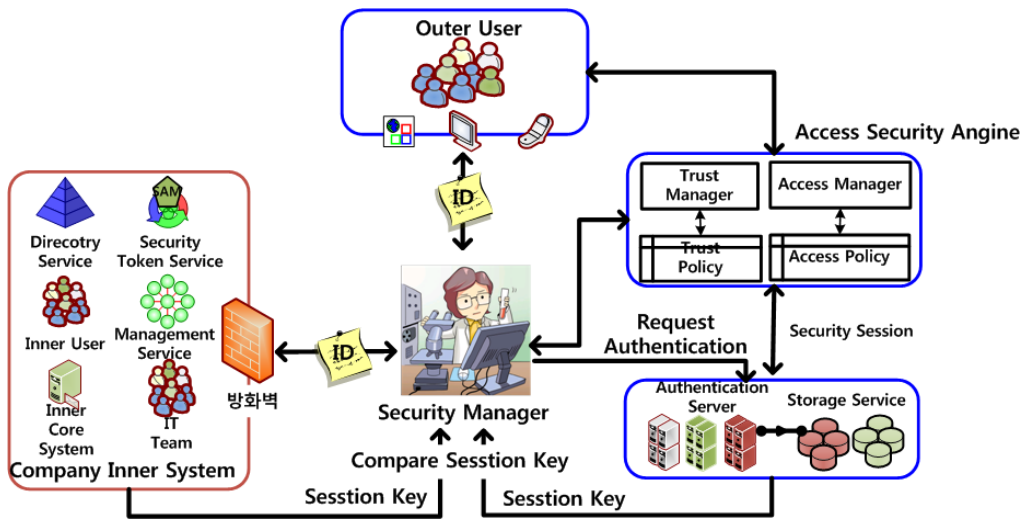 Outer User
Access Security Angine
Trust
Manager
Access Manager
Trust
Policy
Access Policy
ID
SAM
Direcotry
Service
Security
Token Service
Inner User
Management
Service
Inner
Core
System
IT
Team
Company Inner System
방화벽
ID
Security Manager
Compare Sesstion Key
Request
Authentication
Security Session
Authentication
Server
Storage Service
Sesstion Key
Sesstion Key